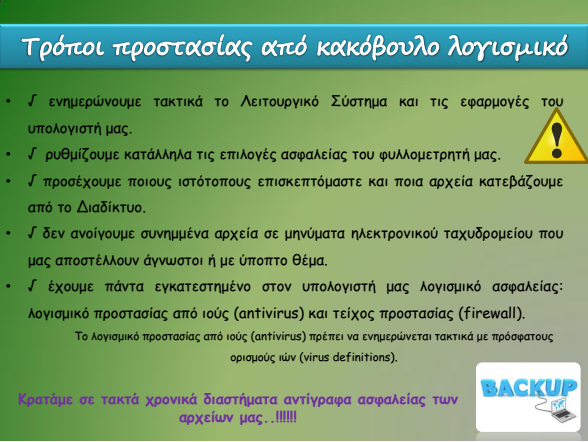 Τρόποι προστασίας από κακόβουλο λογισμικό
• √ ενημερώνουμε τακτικά το Λειτουργικό Σύστημα και τις εφαρμογές του
υπολογιστή μας.
• √ ρυθμίζουμε κατάλληλα τις επιλογές ασφαλείας του φυλλομετρητή μας.
• √ προσέχουμε ποιους ιστότοπους επισκεπτόμαστε και ποια αρχεία κατεβάζουμε
από το Διαδίκτυο.
• √ δεν ανοίγουμε συνημμένα αρχεία σε μηνύματα ηλεκτρονικού ταχυδρομείου που
μας αποστέλλουν άγνωστοι ή με ύποπτο θέμα.
• √ έχουμε πάντα εγκατεστημένο στον υπολογιστή μας λογισμικό ασφαλείας:
λογισμικό προστασίας από ιούς (antivirus) και τείχος προστασίας (firewall).
Το λογισμικό προστασίας από ιούς (antivirus) πρέπει να ενημερώνεται τακτικά με πρόσφατους
ορισμούς ιών (virus definitions).
BACKUP
Κρατάμε σε τακτά χρονικά διαστήματα αντίγραφα ασφαλείας των
αρχείων μας..!!!!!!